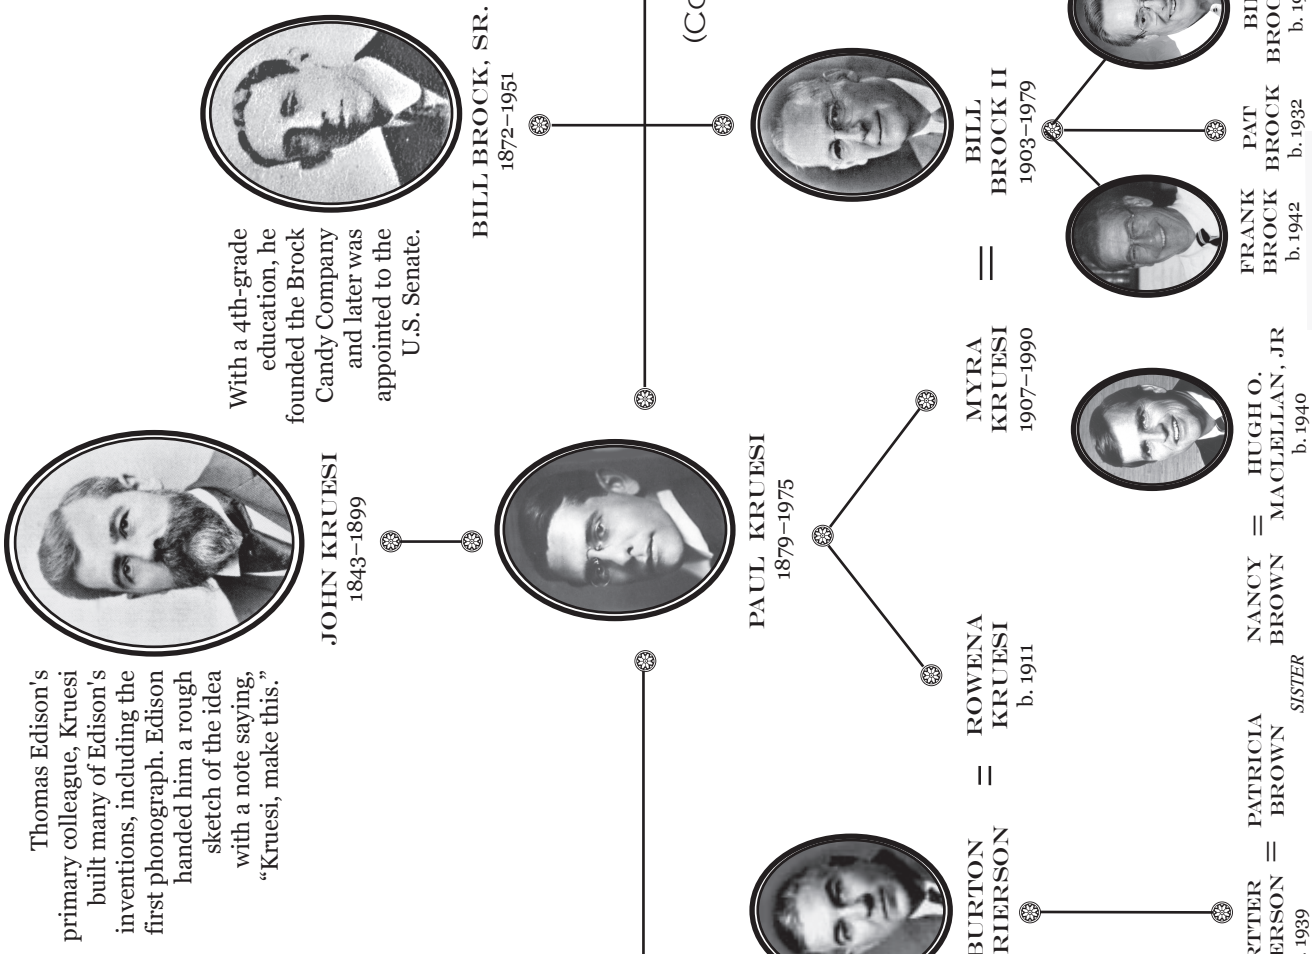 Thomas Edison's
primary colleague, Kruesi
built many of Edison's
inventions, including the
first phonograph. Edison
handed him a rough
sketch of the idea
with a note saying,
“Kruesi, make this.”
JOHN KRUESI
1843–1899
With a 4th-grade
education, he
founded the Brock
Candy Company
and later was
appointed to the
U.S. Senate.
BILL BROCK, SR.
1872–1951
PAUL KRUESI
1879–1975
BURTON
RIERSON
=
ROWENA
KRUESI
b. 1911
MYRA
KRUESI
1907–1990
=
BILL
BROCK II
1903–1979
RTTER
ERSON
1939
=
PATRICIA
BROWN
SISTER
NANCY
BROWN
=
HUGH O.
MACLELLAN, JR
b. 1940
FRANK
BROCK
b. 1942
PAT
BROCK
b. 1932